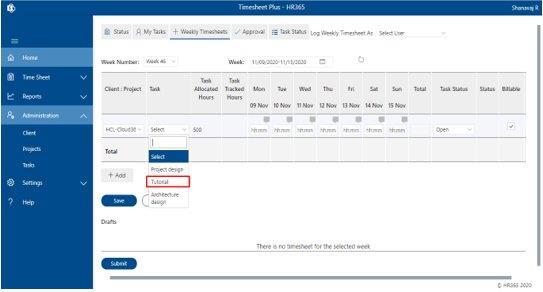 Timesheet Plus - HR365
Shanavaj R
Status My Tasks + Weekly Timesheets Approval Task Status Log Weekly Timesheet As Select User
Home
Time Sheet
Reports
Administration
Client
Projects
Tasks
Settings
? Help
Week Number: Week 46 Week: 11/09/2020-11/15/2020
Client : Project Task Task Allocated Hours Task Tracked Hours Mon Tue Wed Thu Fri Sat Sun Total Task Status Status Billable
09 Nov 10 Nov 11 Nov 12 Nov 13 Nov 14 Nov 15 Nov
HCL-Cloud36 Select 500 hh:mm hh:mm hh:mm hh:mm hh:mm hh:mm hh:mm Open
Total
Select
Project design
Tutorial
Architecture
design
+ Add
Save
Drafts
There is no timesheet for the selected week
Submit
© HR365 2020